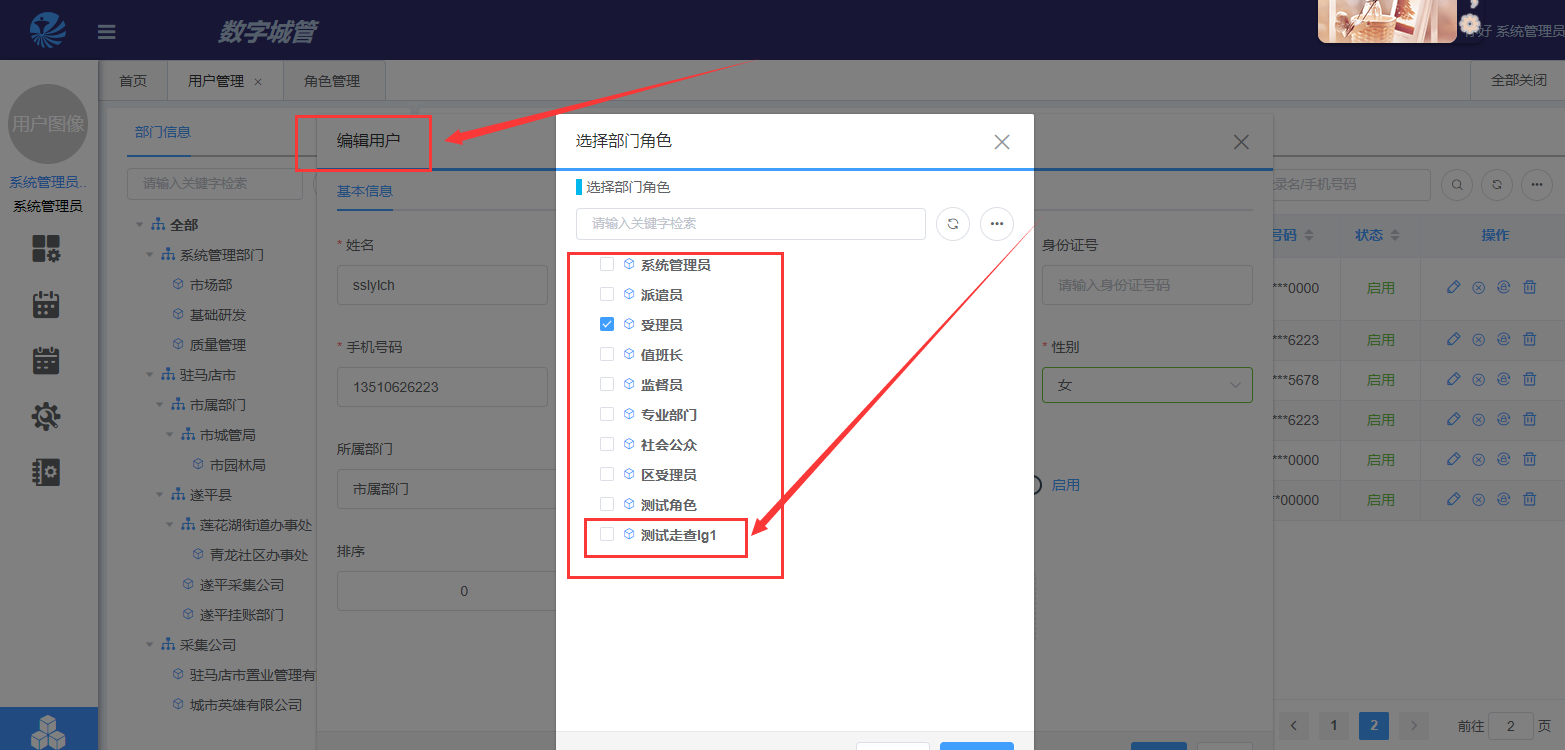 数字城管
你好 系统管理员
首页
用户管理 ×
角色管理
全部关闭
用户图像
系统管理员..
系统管理员
部门信息
请输入关键字检索
全部
系统管理部门
市场部
基础研发
质量管理
驻马店市
市属部门
市城管局
市园林局
遂平县
莲花湖街道办事处
青龙社区办事处
遂平采集公司
遂平挂账部门
采集公司
驻马店市置业管理有
城市英雄有限公司
编辑用户
基本信息
* 姓名
sslylch
* 手机号码
13510626223
所属部门
市属部门
排序
0
选择部门角色
选择部门角色
请输入关键字检索
系统管理员
派遣员
受理员
值班长
监督员
专业部门
社会公众
区受理员
测试角色
测试走查lg1
身份证号
请输入身份证号码
* 性别
女
启用
录名/手机号码
号码 状态 操作
***0000 启用
***6223 启用
***5678 启用
***6223 启用
***0000 启用
**00000 启用
1 2 前往 2 页